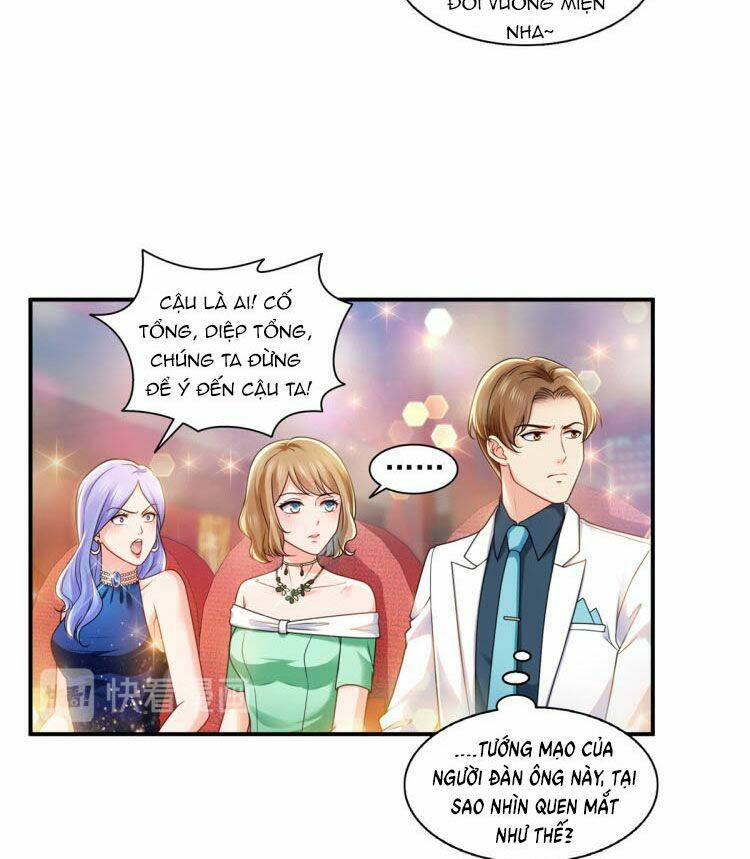 ĐÔI VƯƠNG MIỆN
NHA~
CẬU LÀ AI! CỐ
TỔNG, DIỆP TỔNG,
CHÚNG TA ĐỪNG
ĐỂ Ý ĐẾN CẬU TA!
.......
快看漫画
....TƯỚNG MẠO CỦA
NGƯỜI ĐÀN ÔNG NÀY, TẠI
SAO NHÌN QUEN MẮT
NHƯ THẾ?